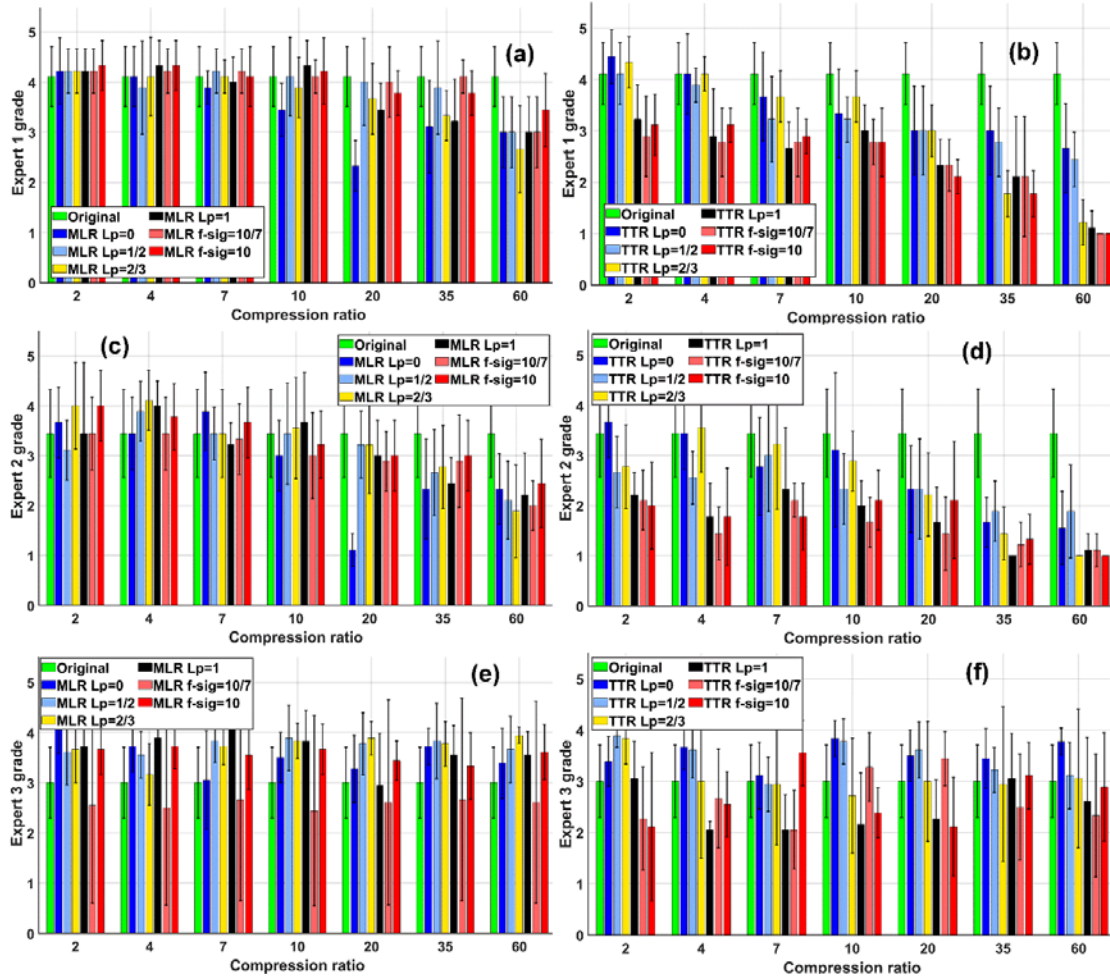 (a)
Expert 1 grade
5
4
3
2
1
0
Original
MLR Lp=0
MLR Lp=1/2
MLR Lp=2/3
MLR Lp=1
MLR f-sig=10/7
MLR f-sig=10
2 4 7 10 20 35 60
Compression ratio
(b)
Expert 1 grade
5
4
3
2
1
0
Original
TTR Lp=0
TTR Lp=1/2
TTR Lp=2/3
TTR Lp=1
TTR f-sig=10/7
TTR f-sig=10
2 4 7 10 20 35 60
Compression ratio
(c)
Expert 2 grade
5
4
3
2
1
0
Original
MLR Lp=0
MLR Lp=1/2
MLR Lp=2/3
MLR Lp=1
MLR f-sig=10/7
MLR f-sig=10
2 4 7 10 20 35 60
Compression ratio
(d)
Expert 2 grade
5
4
3
2
1
0
Original
TTR Lp=0
TTR Lp=1/2
TTR Lp=2/3
TTR Lp=1
TTR f-sig=10/7
TTR f-sig=10
2 4 7 10 20 35 60
Compression ratio
(e)
Expert 3 grade
5
4
3
2
1
0
Original
MLR Lp=0
MLR Lp=1/2
MLR Lp=2/3
MLR Lp=1
MLR f-sig=10/7
MLR f-sig=10
2 4 7 10 20 35 60
Compression ratio
(f)
Expert 3 grade
5
4
3
2
1
0
Original
TTR Lp=0
TTR Lp=1/2
TTR Lp=2/3
TTR Lp=1
TTR f-sig=10/7
TTR f-sig=10
2 4 7 10 20 35 60
Compression ratio